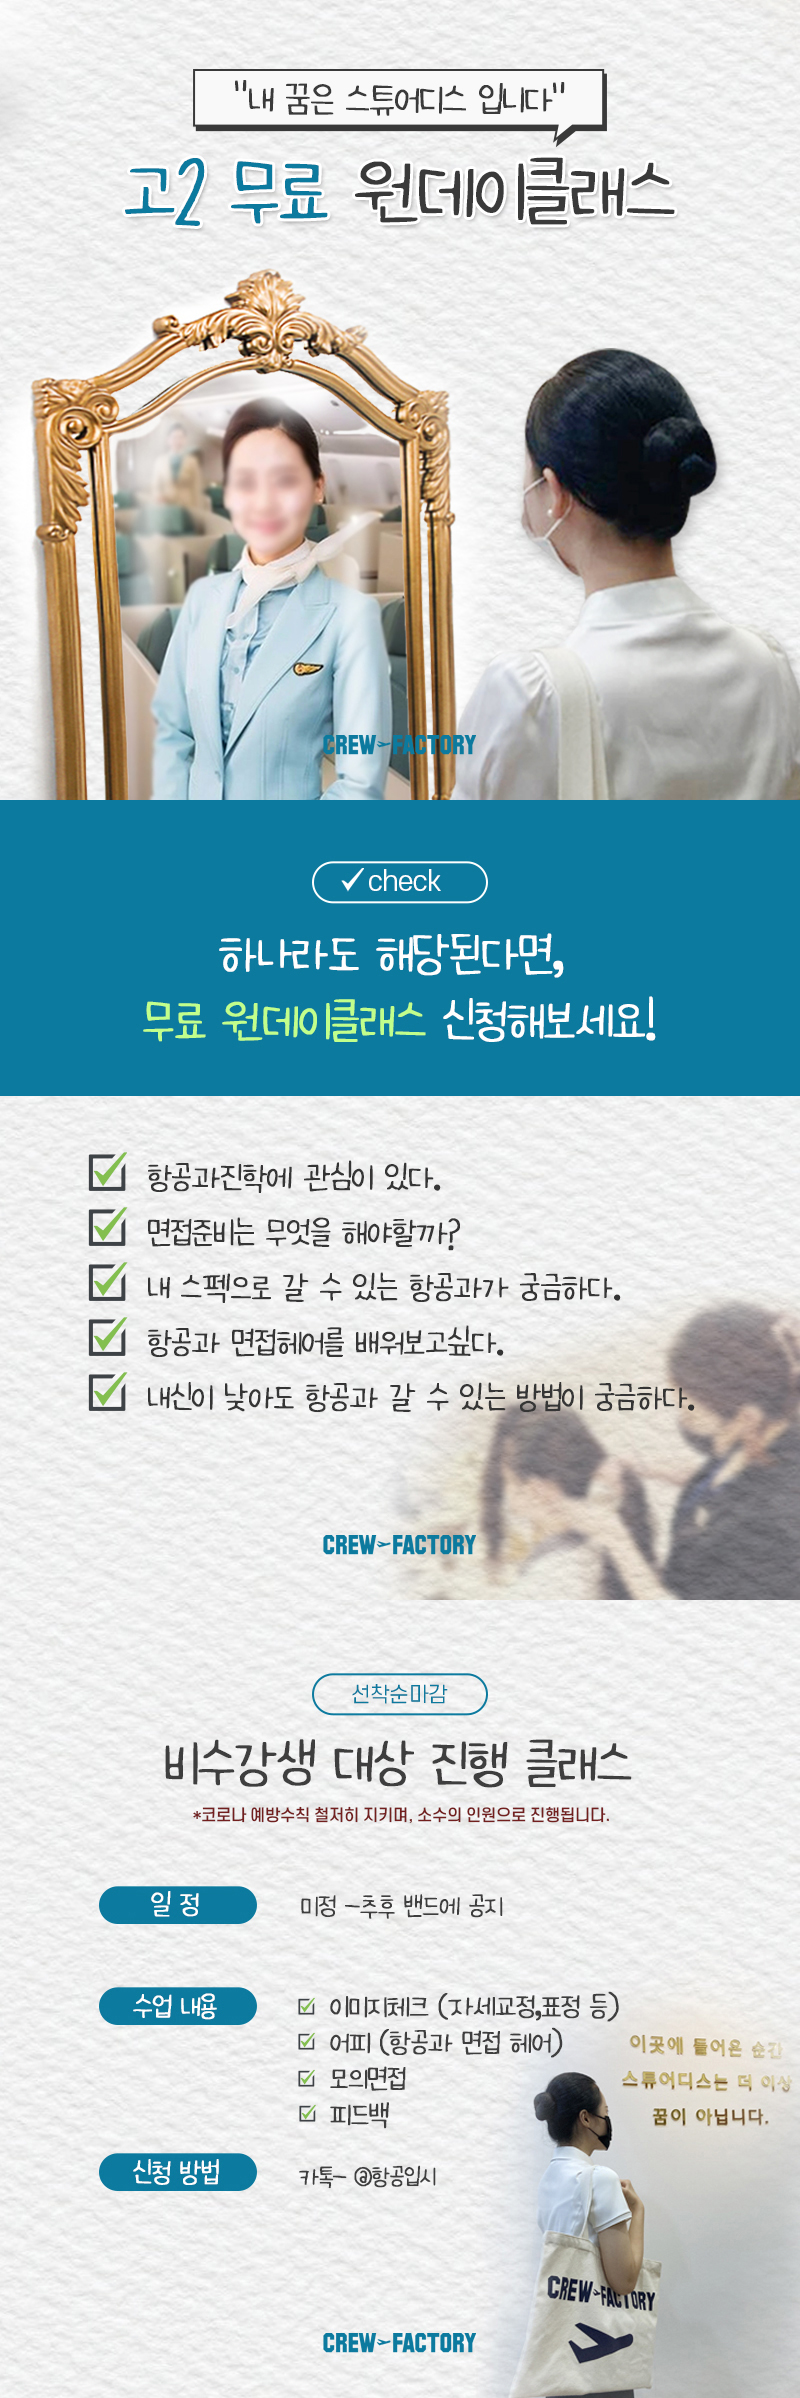 "내 꿈은 스튜어디스 입니다"
고2 무료 원데이클래스
CREW FACTORY
check
하나라도 해당된다면,
무료 원데이클래스 신청해보세요!
항공과진학에 관심이 있다.
면접준비는 무엇을 해야할까?
내 스펙으로 갈 수 있는 항공과가 궁금하다.
항공과 면접헤어를 배워보고싶다.
내신이 낮아도 항공과 갈 수 있는 방법이 궁금하다.
CREW FACTORY
선착순마감
비수강생 대상 진행 클래스
*코로나 예방수칙 철저히 지키며, 소수의 인원으로 진행됩니다.
일 정
미정 -추후 밴드에 공지
수업 내용
이미지체크 (자세교정,표정 등)
어피 (항공과 면접 헤어)
모의면접
피드백
이곳에 들어온 순간
스튜어디스는 더 이상
꿈이 아닙니다.
신청 방법
카톡- @항공입시
CREW FACTORY
CREW FACTORY